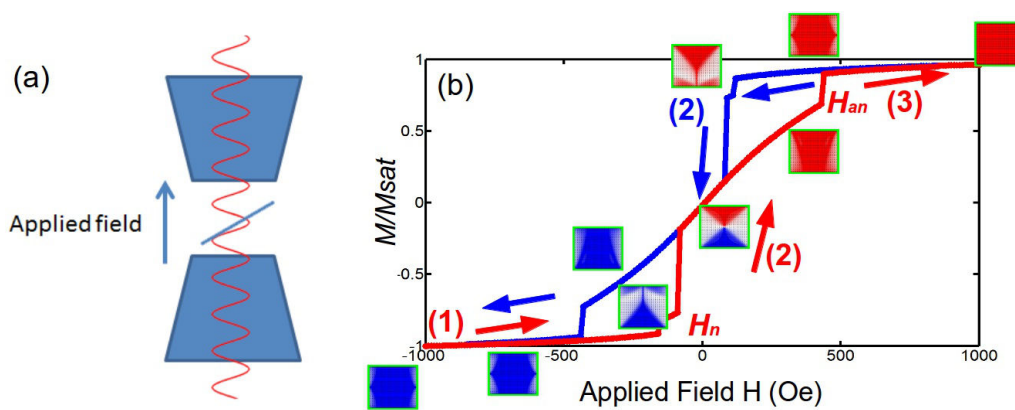 (a)
Applied field
(b)
M/Msat
1
0.5
0
-0.5
-1
-1000
-500
0
500
1000
Applied Field H (Oe)
(1)
(2)
(2)
(3)
Han
Hn